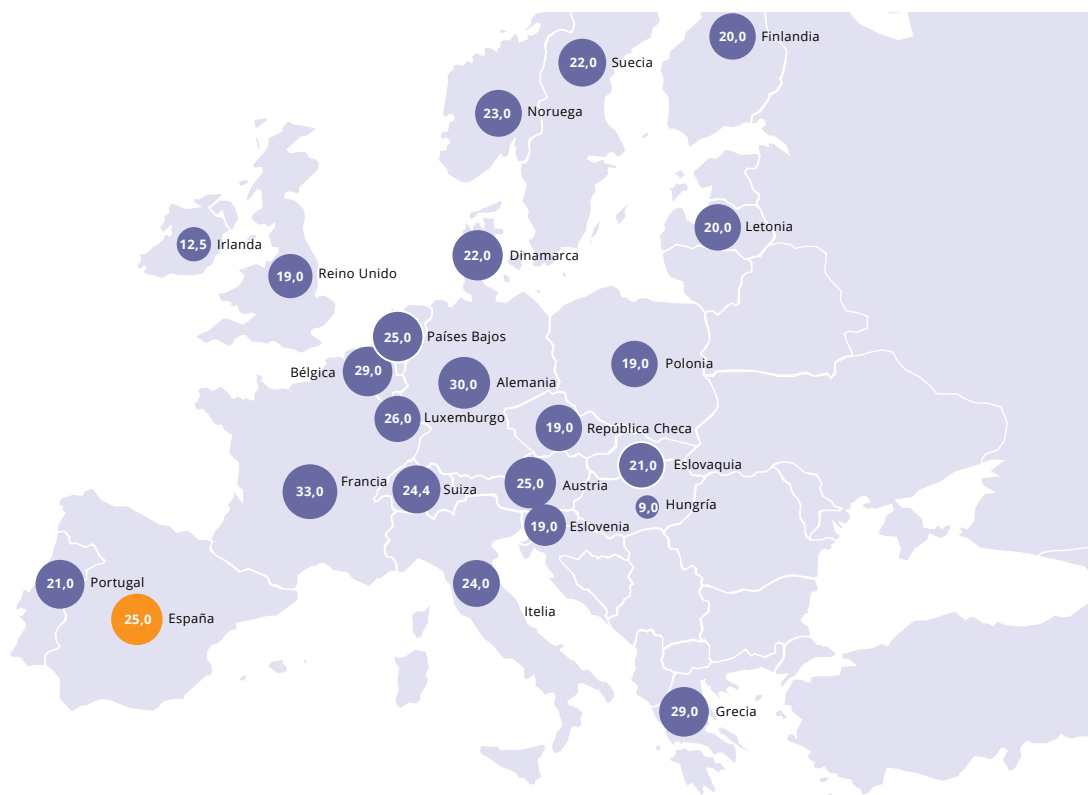 20,0 Finlandia
22,0 Suecia
23,0 Noruega
20,0 Letonia
12,5 Irlanda
22,0 Dinamarca
19,0 Reino Unido
25,0 Países Bajos
19,0 Polonia
Bélgica 29,0
30,0 Alemania
26,0 Luxemburgo
19,0 República Checa
21,0 Eslovaquia
33,0 Francia
24,4 Suiza
25,0 Austria
9,0 Hungría
19,0 Eslovenia
21,0 Portugal
24,0
Itelia
25,0 España
29,0 Grecia